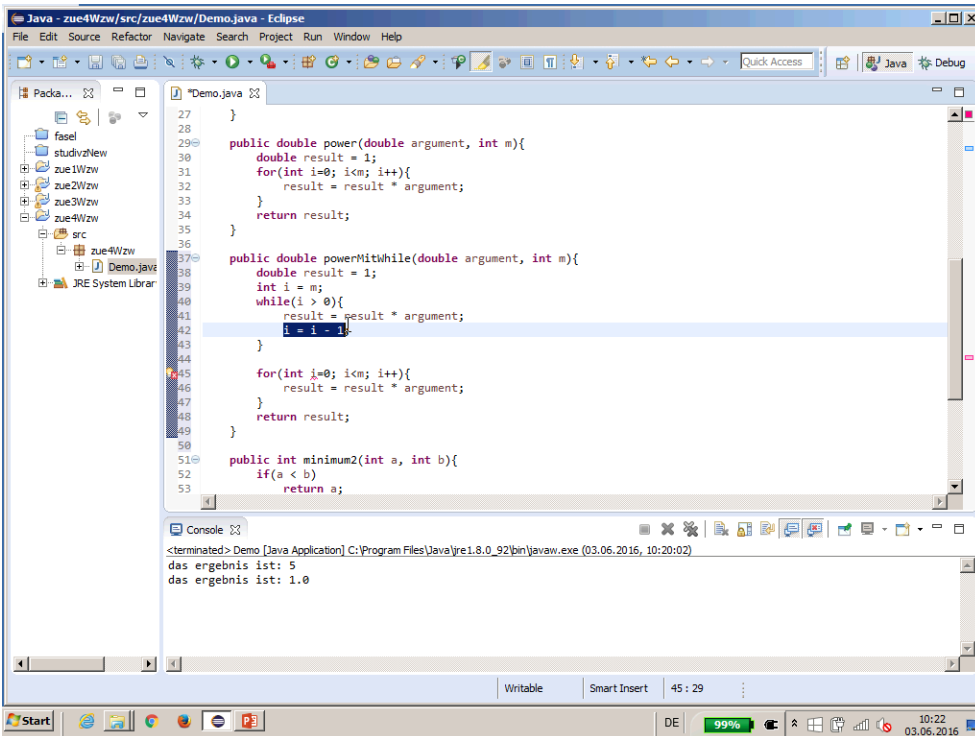 Java - zue4Wzw/src/zue4Wzw/Demo.java - Eclipse
File Edit Source Refactor Navigate Search Project Run Window Help
Quick Access Java Debug
Packa...
*Demo.java
fasel
studivzNew
zue1Wzw
zue2Wzw
zue3Wzw
zue4Wzw
src
zue4Wzw
Demo.java
JRE System Librar
27 }
28
29 public double power(double argument, int m){
30 double result = 1;
31 for(int i=0; i<m; i++){
32 result = result * argument;
33 }
34 return result;
35 }
36
37 public double powerMitWhile(double argument, int m){
38 double result = 1;
39 int i = m;
40 while(i > 0){
41 result = result * argument;
42 i = i - 1;
43 }
44
45 for(int i=0; i<m; i++){
46 result = result * argument;
47 }
48 return result;
49 }
50
51 public int minimum2(int a, int b){
52 if(a < b)
53 return a;
Console
<terminated> Demo [Java Application] C:\Program Files\Java\jre1.8.0_92\bin\javaw.exe (03.06.2016, 10:20:02)
das ergebnis ist: 5
das ergebnis ist: 1.0
Writable Smart Insert 45 : 29
Start DE 99% 10:22
03.06.2016